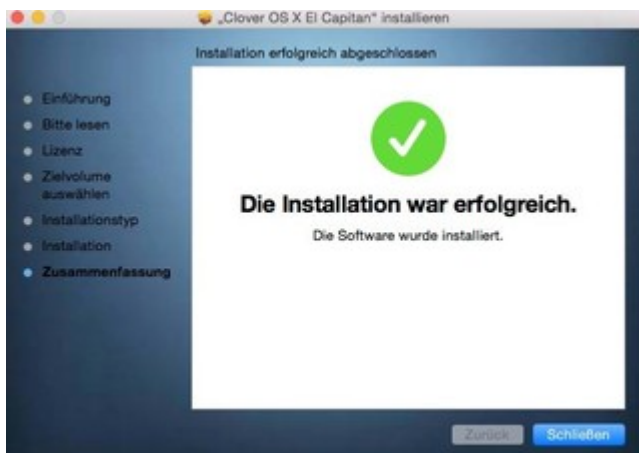 „Clover OS X El Capitan“ installieren
Installation erfolgreich abgeschlossen
Einführung
Bitte lesen
Lizenz
Zielvolume
auswählen
Installationstyp
Installation
Zusammenfassung
Die Installation war erfolgreich.
Die Software wurde installiert.
Zurück
Schließen